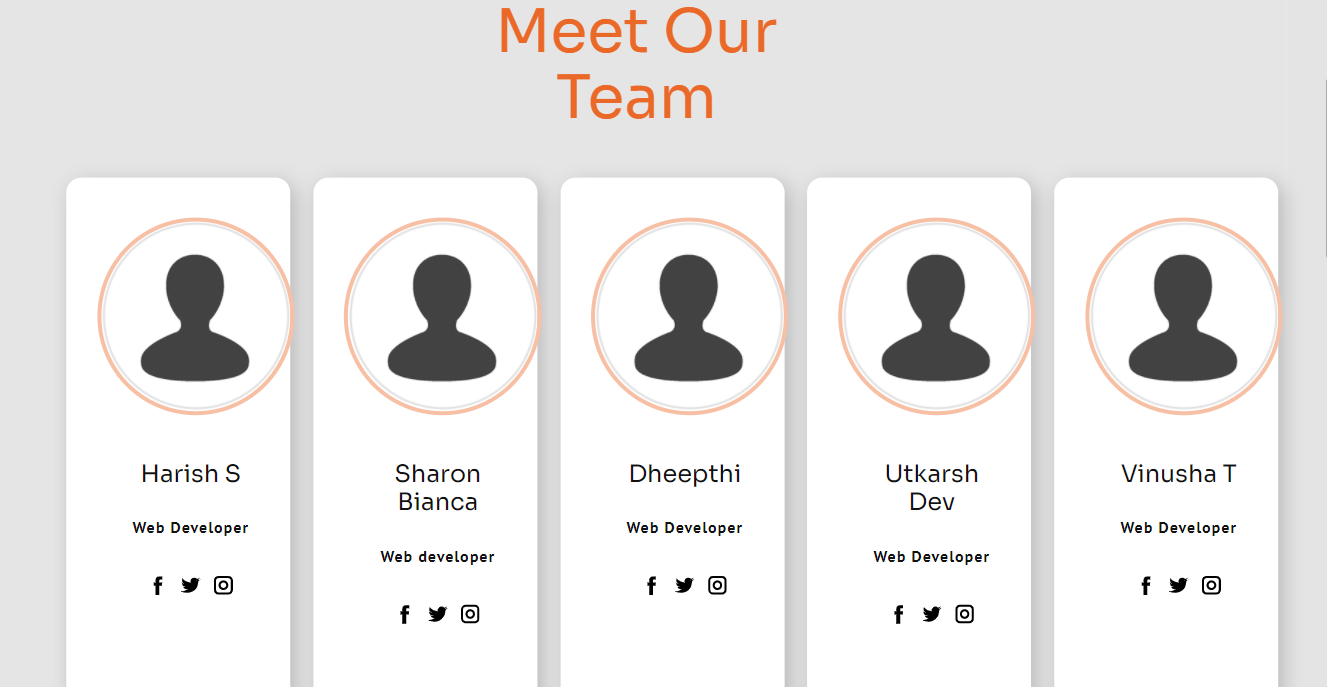 Meet Our
Team
Harish S
Web Developer
Sharon
Bianca
Web developer
Dheepthi
Web Developer
Utkarsh
Dev
Web Developer
Vinusha T
Web Developer